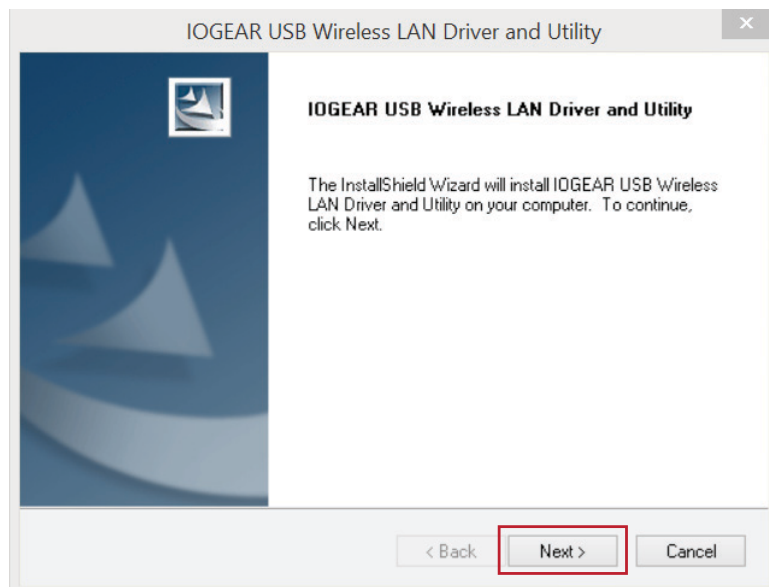 IOGEAR USB Wireless LAN Driver and Utility
×
IOGEAR USB Wireless LAN Driver and Utility
The InstallShield Wizard will install IOGEAR USB Wireless
LAN Driver and Utility on your computer. To continue,
click Next.
< Back
Next >
Cancel